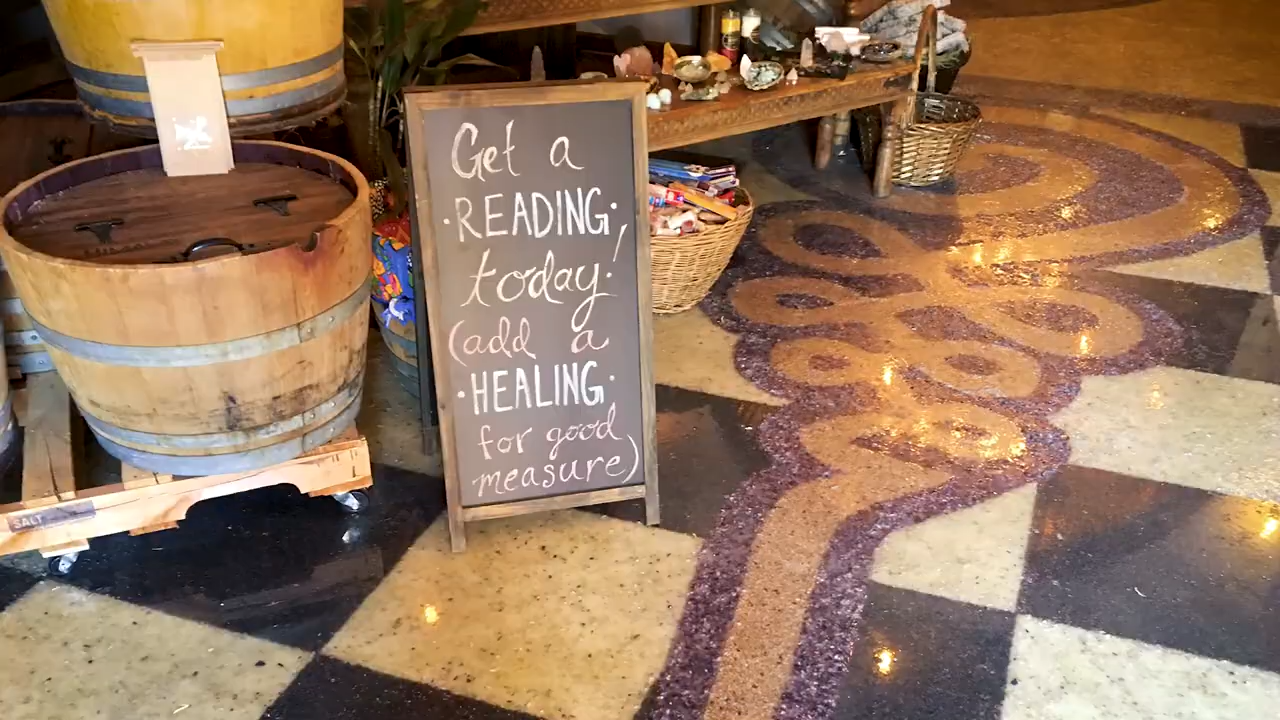 Get a
·READING·
today!
(add a
·HEALING·
for good
measure)
SALT